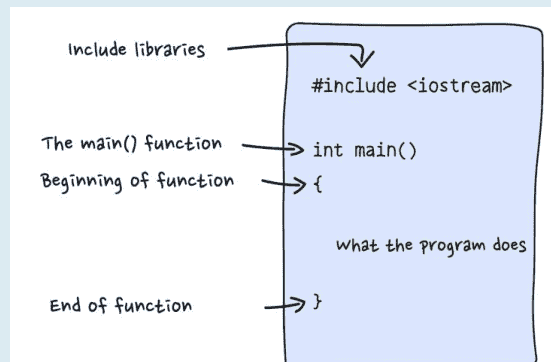 Include libraries
#include <iostream>
The main() function
int main()
Beginning of function
{
What the program does
End of function
}